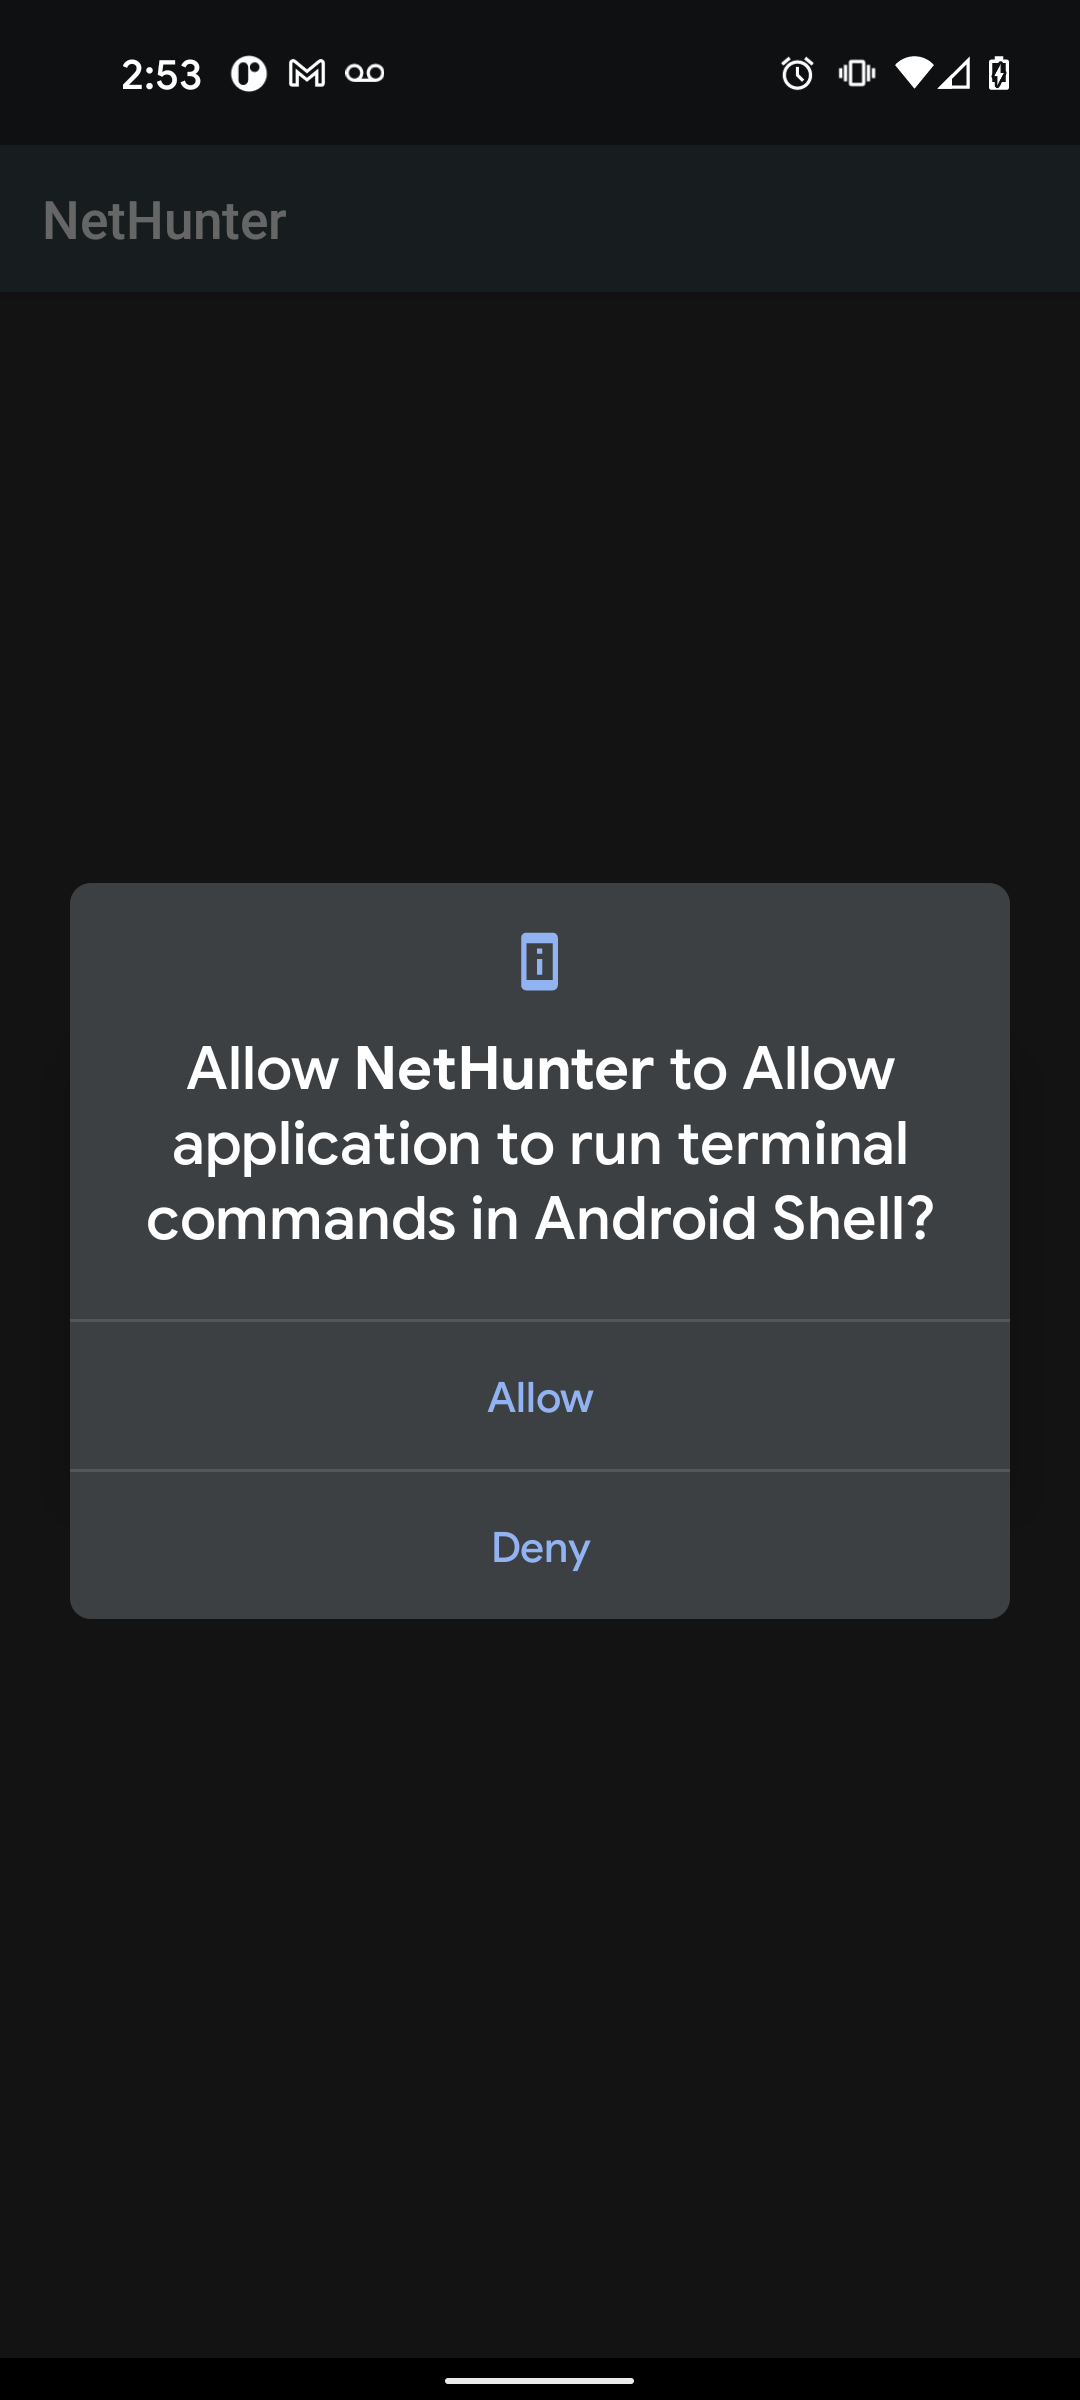 2:53
NetHunter
Allow NetHunter to Allow
application to run terminal
commands in Android Shell?
Allow
Deny